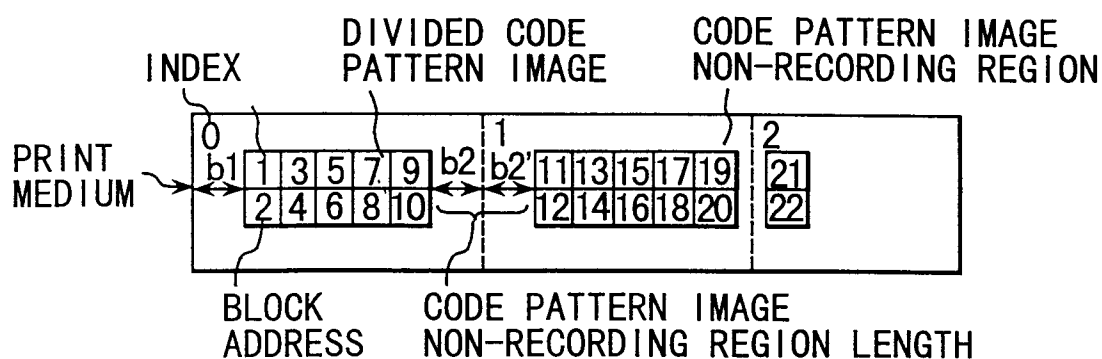 DIVIDED CODE
PATTERN IMAGE
CODE PATTERN IMAGE
NON-RECORDING REGION
INDEX
PRINT
MEDIUM
0
1
2
b1
b2
b2'
1 3 5 7 9
2 4 6 8 10
11 13 15 17 19
12 14 16 18 20
21
22
BLOCK
ADDRESS
CODE PATTERN IMAGE
NON-RECORDING REGION LENGTH